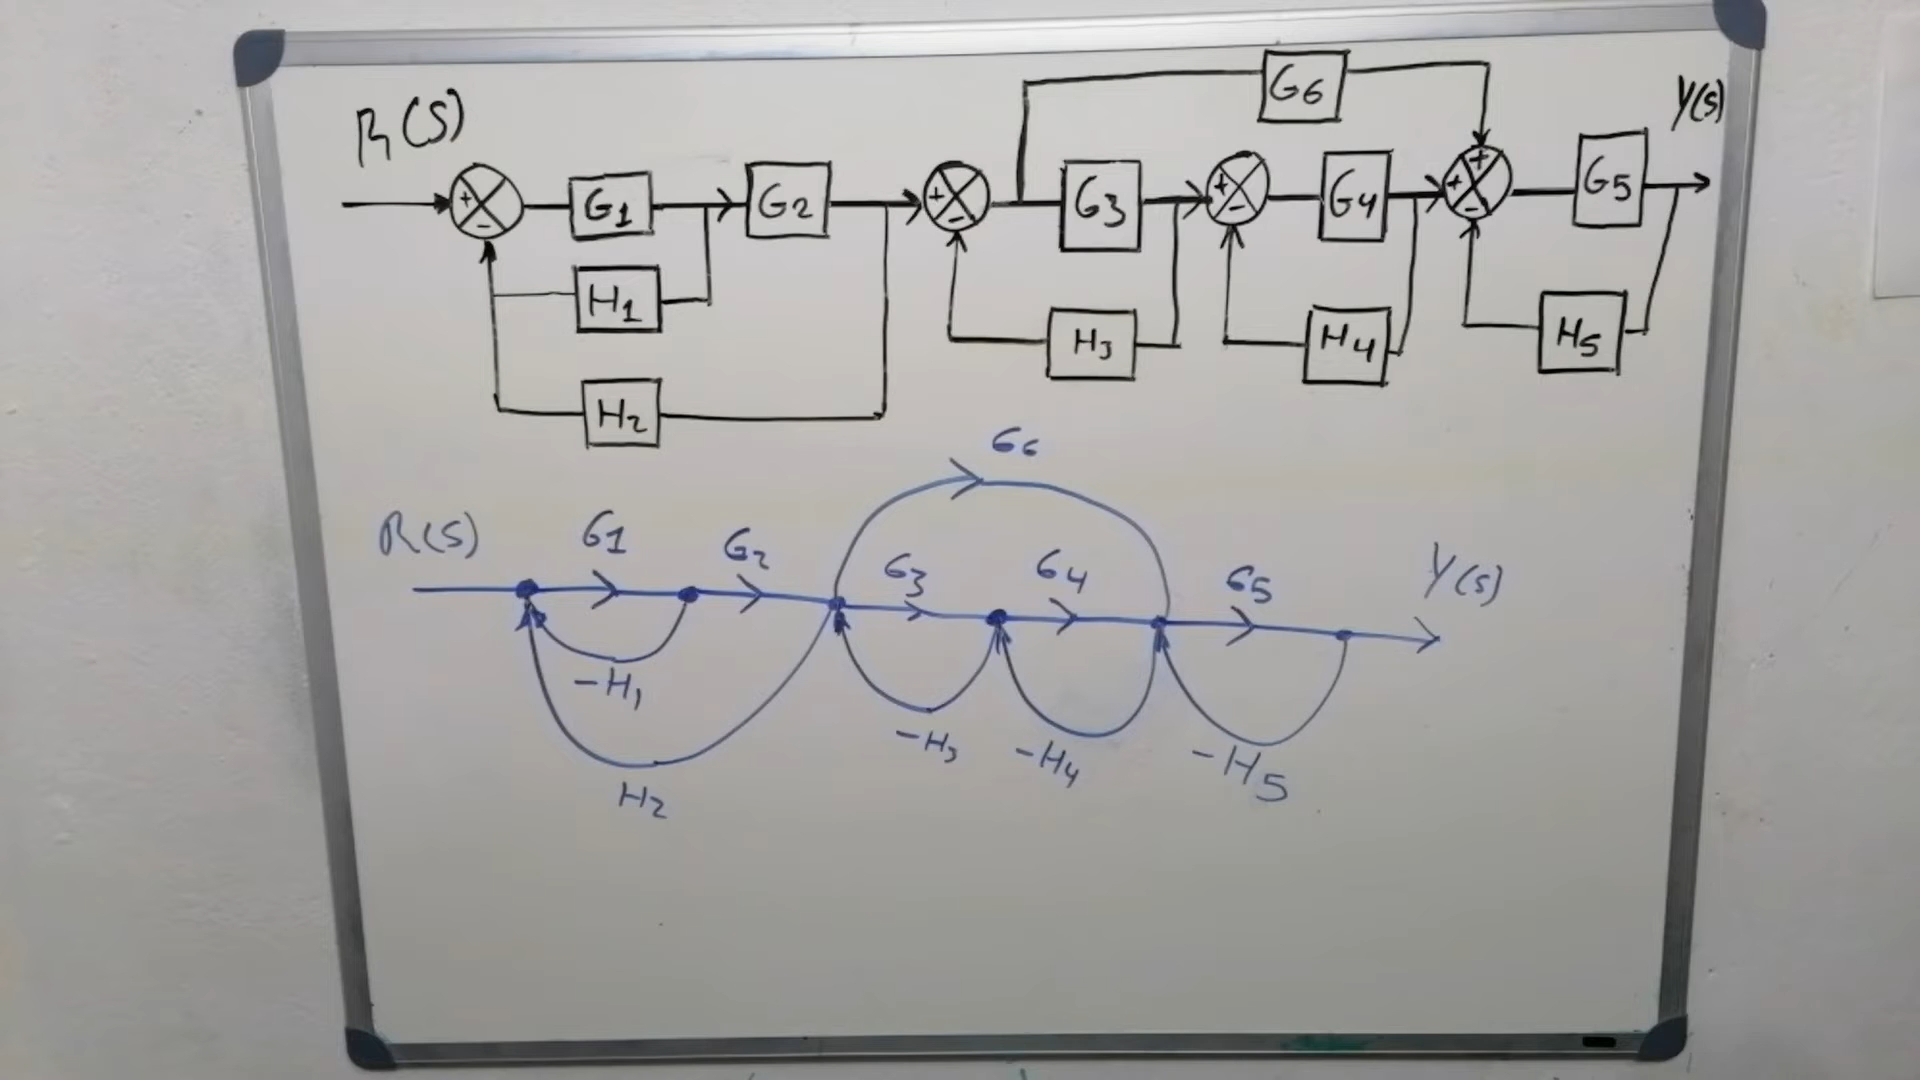 R(S)
G6
Y(s)
+
-
G1
G2
+
-
G3
+
-
G4
+
+
-
G5
H1
H2
H3
H4
H5
G6
R(S)
G1
G2
G3
G4
G5
Y(s)
-H1
H2
-H3
-H4
-H5